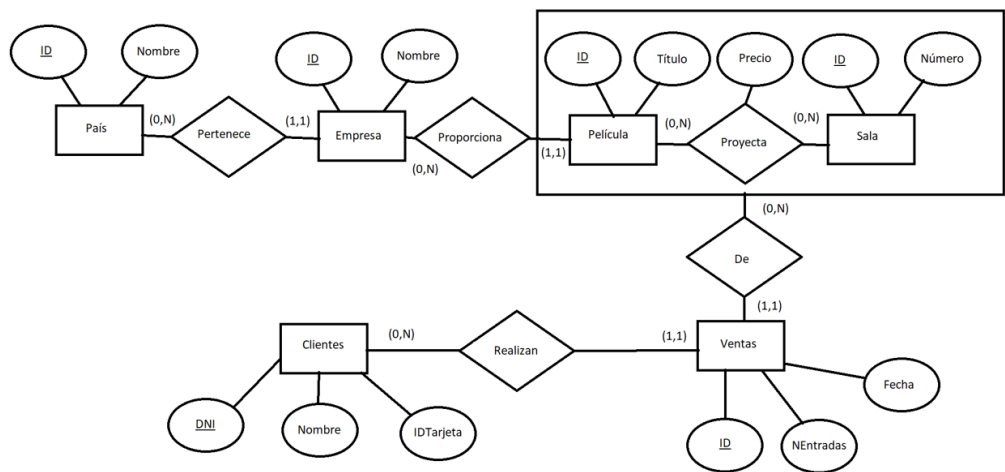 ID
Nombre
País
(0,N)
Pertenece
(1,1)
ID
Nombre
Empresa
(0,N)
Proporciona
(1,1)
ID
Título
Precio
Película
(0,N)
Proyecta
(0,N)
ID
Número
Sala
(0,N)
De
(1,1)
Clientes
(0,N)
Realizan
(1,1)
Ventas
DNI
Nombre
IDTarjeta
ID
NEntradas
Fecha